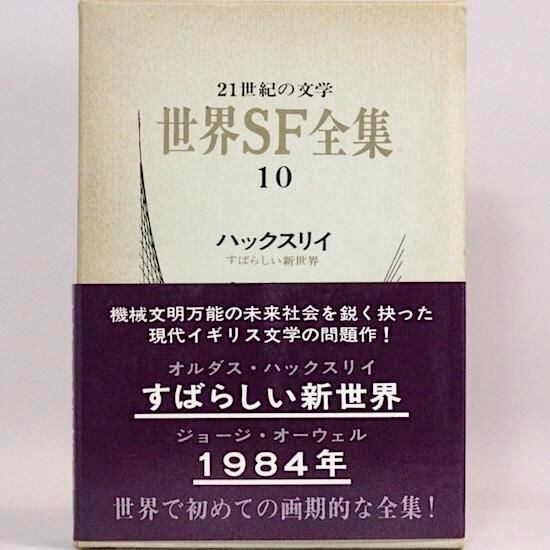 21世紀の文学
世界SF全集
10
ハックスリイ
すばらしい新世界
機械文明万能の未来社会を鋭く抉った
現代イギリス文学の問題作！
オルダス・ハックスリイ
すばらしい新世界
ジョージ・オーウェル
1984年
世界で初めての画期的な全集！